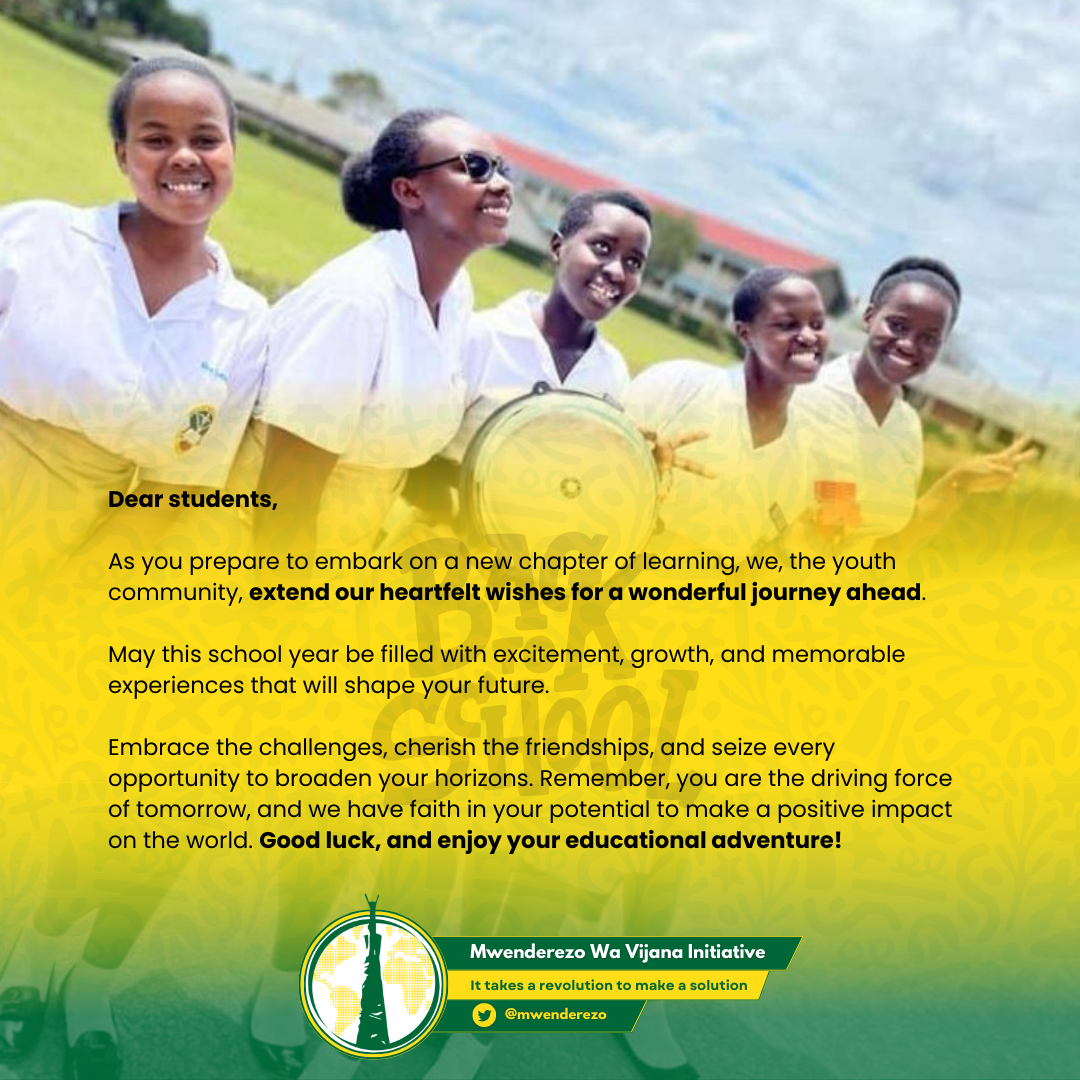 Dear students,
As you prepare to embark on a new chapter of learning, we, the youth
community, extend our heartfelt wishes for a wonderful journey ahead.
May this school year be filled with excitement, growth, and memorable
experiences that will shape your future.
Embrace the challenges, cherish the friendships, and seize every
opportunity to broaden your horizons. Remember, you are the driving force
of tomorrow, and we have faith in your potential to make a positive impact
on the world. Good luck, and enjoy your educational adventure!
BACK
SCHOOL
Mwenderezo Wa Vijana Initiative
It takes a revolution to make a solution
@mwenderezo